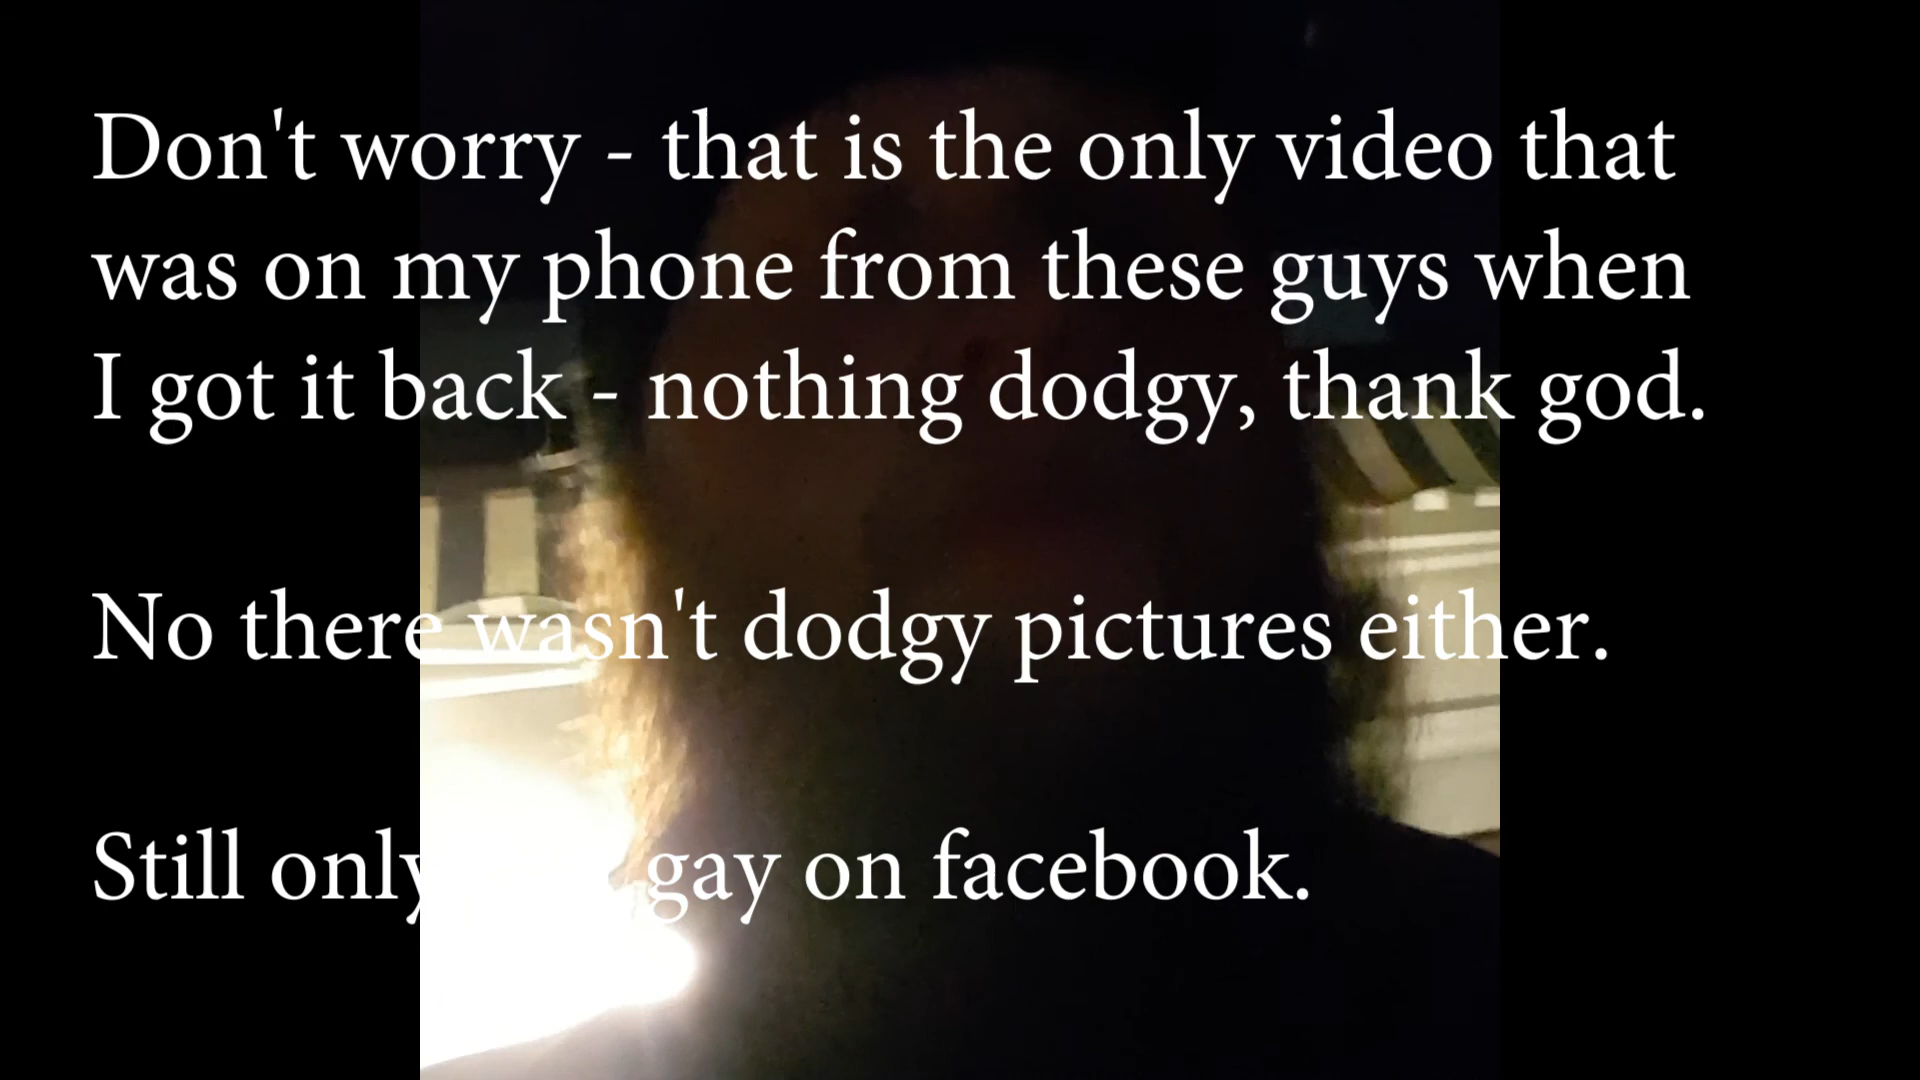 Don't worry - that is the only video that
was on my phone from these guys when
I got it back - nothing dodgy, thank god.
No there wasn't dodgy pictures either.
Still only gay on facebook.